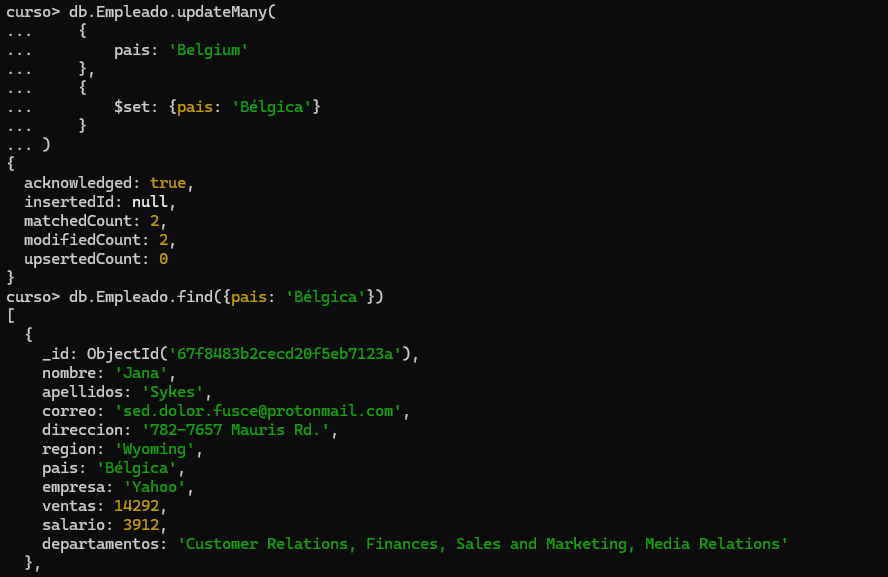 curso> db.Empleado.updateMany(
...     {
...         pais: 'Belgium'
...     },
...     {
...         $set: {pais: 'Bélgica'}
...     }
... )
{
  acknowledged: true,
  insertedId: null,
  matchedCount: 2,
  modifiedCount: 2,
  upsertedCount: 0
}
curso> db.Empleado.find({pais: 'Bélgica'})
[
  {
    _id: ObjectId('67f8483b2cecd20f5eb7123a'),
    nombre: 'Jana',
    apellidos: 'Sykes',
    correo: 'sed.dolor.fusce@protonmail.com',
    direccion: '782-7657 Mauris Rd.',
    region: 'Wyoming',
    pais: 'Bélgica',
    empresa: 'Yahoo',
    ventas: 14292,
    salario: 3912,
    departamentos: 'Customer Relations, Finances, Sales and Marketing, Media Relations'
  },